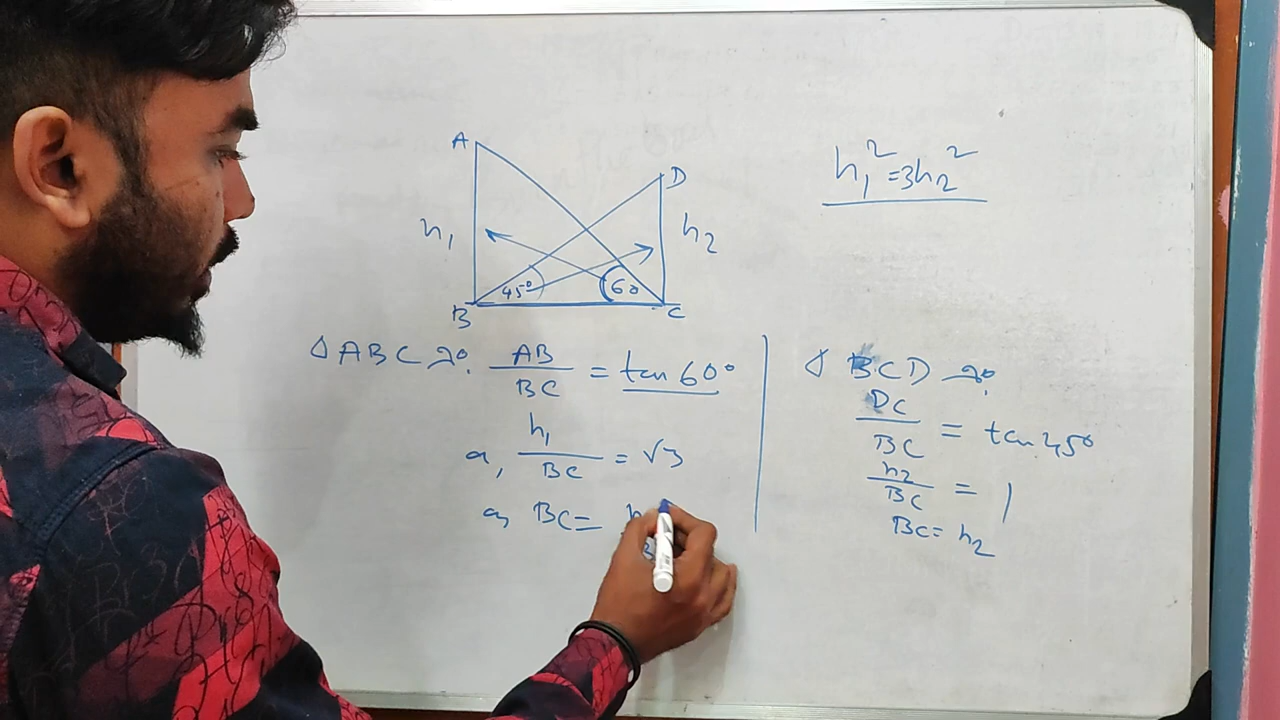 A
D
h₁
h₂
45°
60
B
C
h₁² = 3h₂²
Δ ABC এ. AB/BC = tan 60°
বা, h₁/BC = √3
বা, BC =
Δ BCD এ.
DC/BC = tan 45°
h₂/BC = 1
BC = h₂